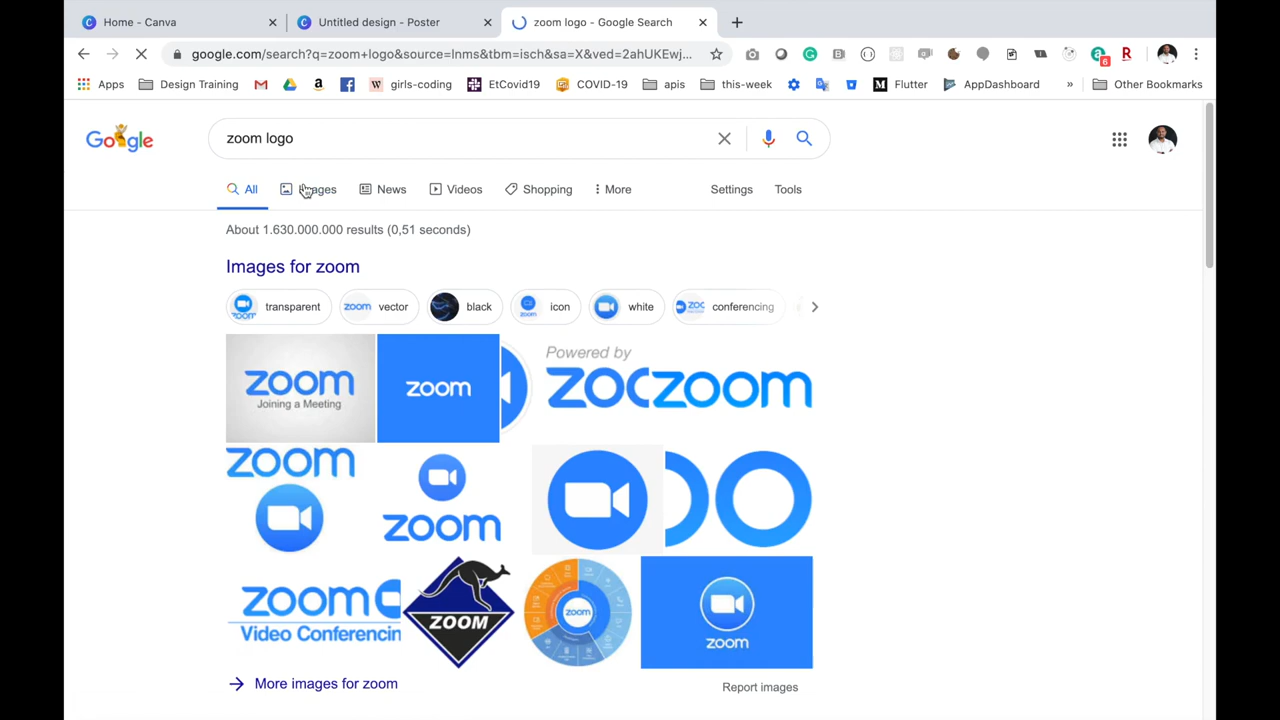 Home - Canva
Untitled design - Poster
zoom logo - Google Search
google.com/search?q=zoom+logo&source=lnms&tbm=isch&sa=X&ved=2ahUKEwj...
6
Apps
Design Training
girls-coding
EtCovid19
COVID-19
apis
this-week
Flutter
AppDashboard
»
Other Bookmarks
Google
zoom logo
All
Images
News
Videos
Shopping
More
Settings
Tools
About 1.630.000.000 results (0,51 seconds)
Images for zoom
transparent
zoom vector
black
icon
white
conferencing
zoom
Joining a Meeting
zoom
Powered by
ZOC
zoom
zoom
zoom
zoom
Video Conferencin
ZOOM
zoom
zoom
More images for zoom
Report images